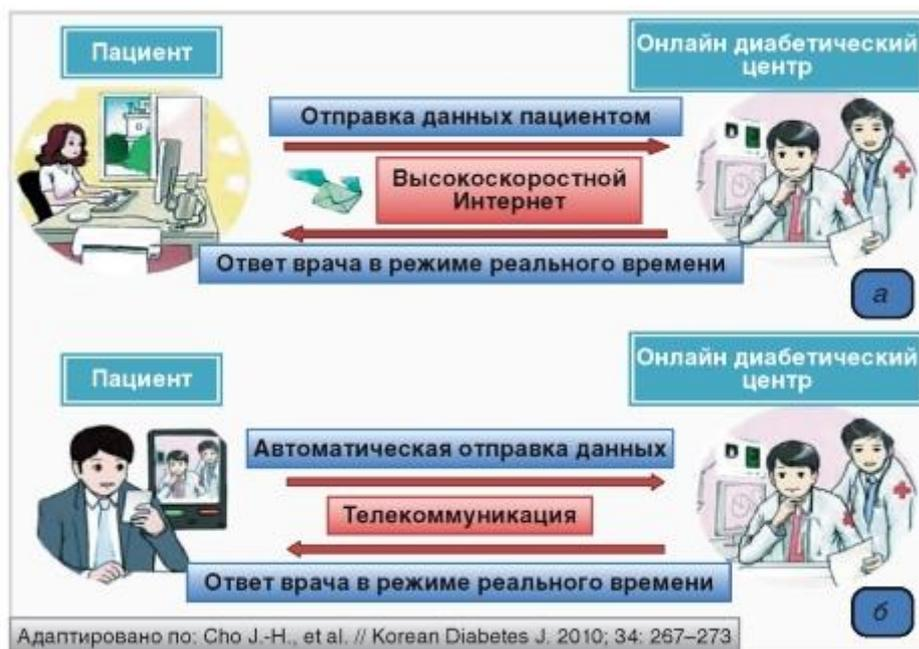 Пациент
Онлайн диабетический
центр
Отправка данных пациентом
Высокоскоростной
Интернет
Ответ врача в режиме реального времени
а
Пациент
Онлайн диабетический
центр
Автоматическая отправка данных
Телекоммуникация
Ответ врача в режиме реального времени
б
Адаптировано по: Cho J.-H., et al. // Korean Diabetes J. 2010; 34: 267–273